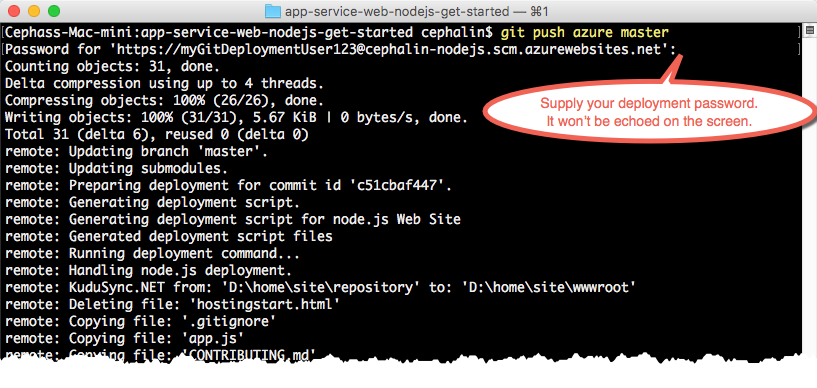 app-service-web-nodejs-get-started — ⌘1
[Cephass-Mac-mini:app-service-web-nodejs-get-started cephalin$ git push azure master ]
[Password for 'https://myGitDeploymentUser123@cephalin-nodejs.scm.azurewebsites.net': ]
Counting objects: 31, done.
Delta compression using up to 4 threads.
Compressing objects: 100% (26/26), done.
Writing objects: 100% (31/31), 5.67 KiB | 0 bytes/s, done.
Total 31 (delta 6), reused 0 (delta 0)
Supply your deployment password.
It won't be echoed on the screen.
remote: Updating branch 'master'.
remote: Updating submodules.
remote: Preparing deployment for commit id 'c51cbaf447'.
remote: Generating deployment script.
remote: Generating deployment script for node.js Web Site
remote: Generated deployment script files
remote: Running deployment command...
remote: Handling node.js deployment.
remote: KuduSync.NET from: 'D:\home\site\repository' to: 'D:\home\site\wwwroot'
remote: Deleting file: 'hostingstart.html'
remote: Copying file: '.gitignore'
remote: Copying file: 'app.js'
remote: Copying file: 'CONTRIBUTING.md'